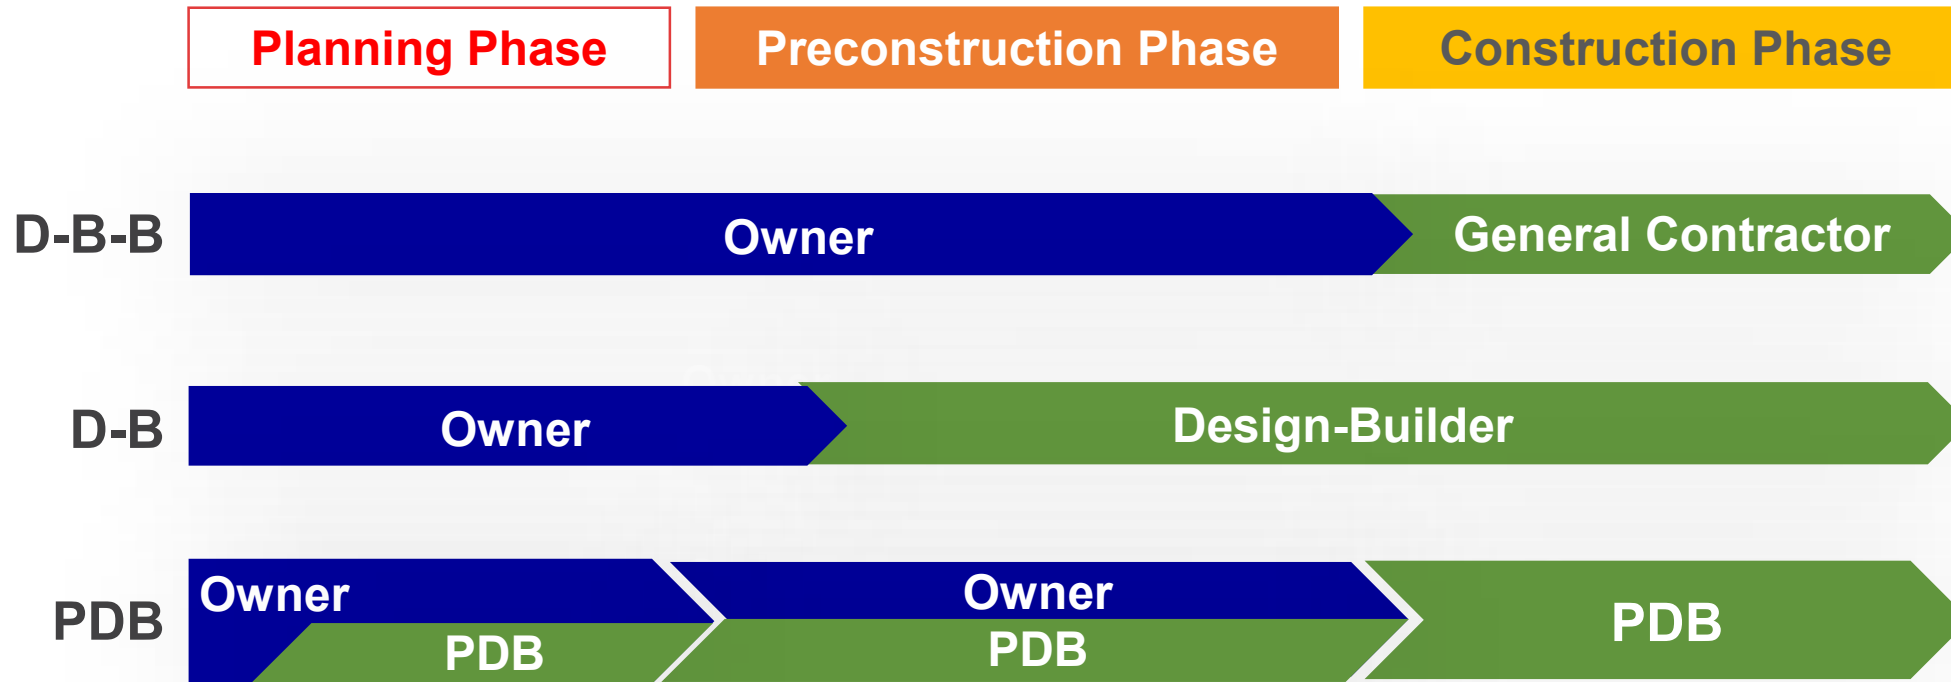 Planning Phase
Preconstruction Phase
Construction Phase
D-B-B
Owner
General Contractor
D-B
Owner
Design-Builder
PDB
Owner
PDB
Owner
PDB
PDB